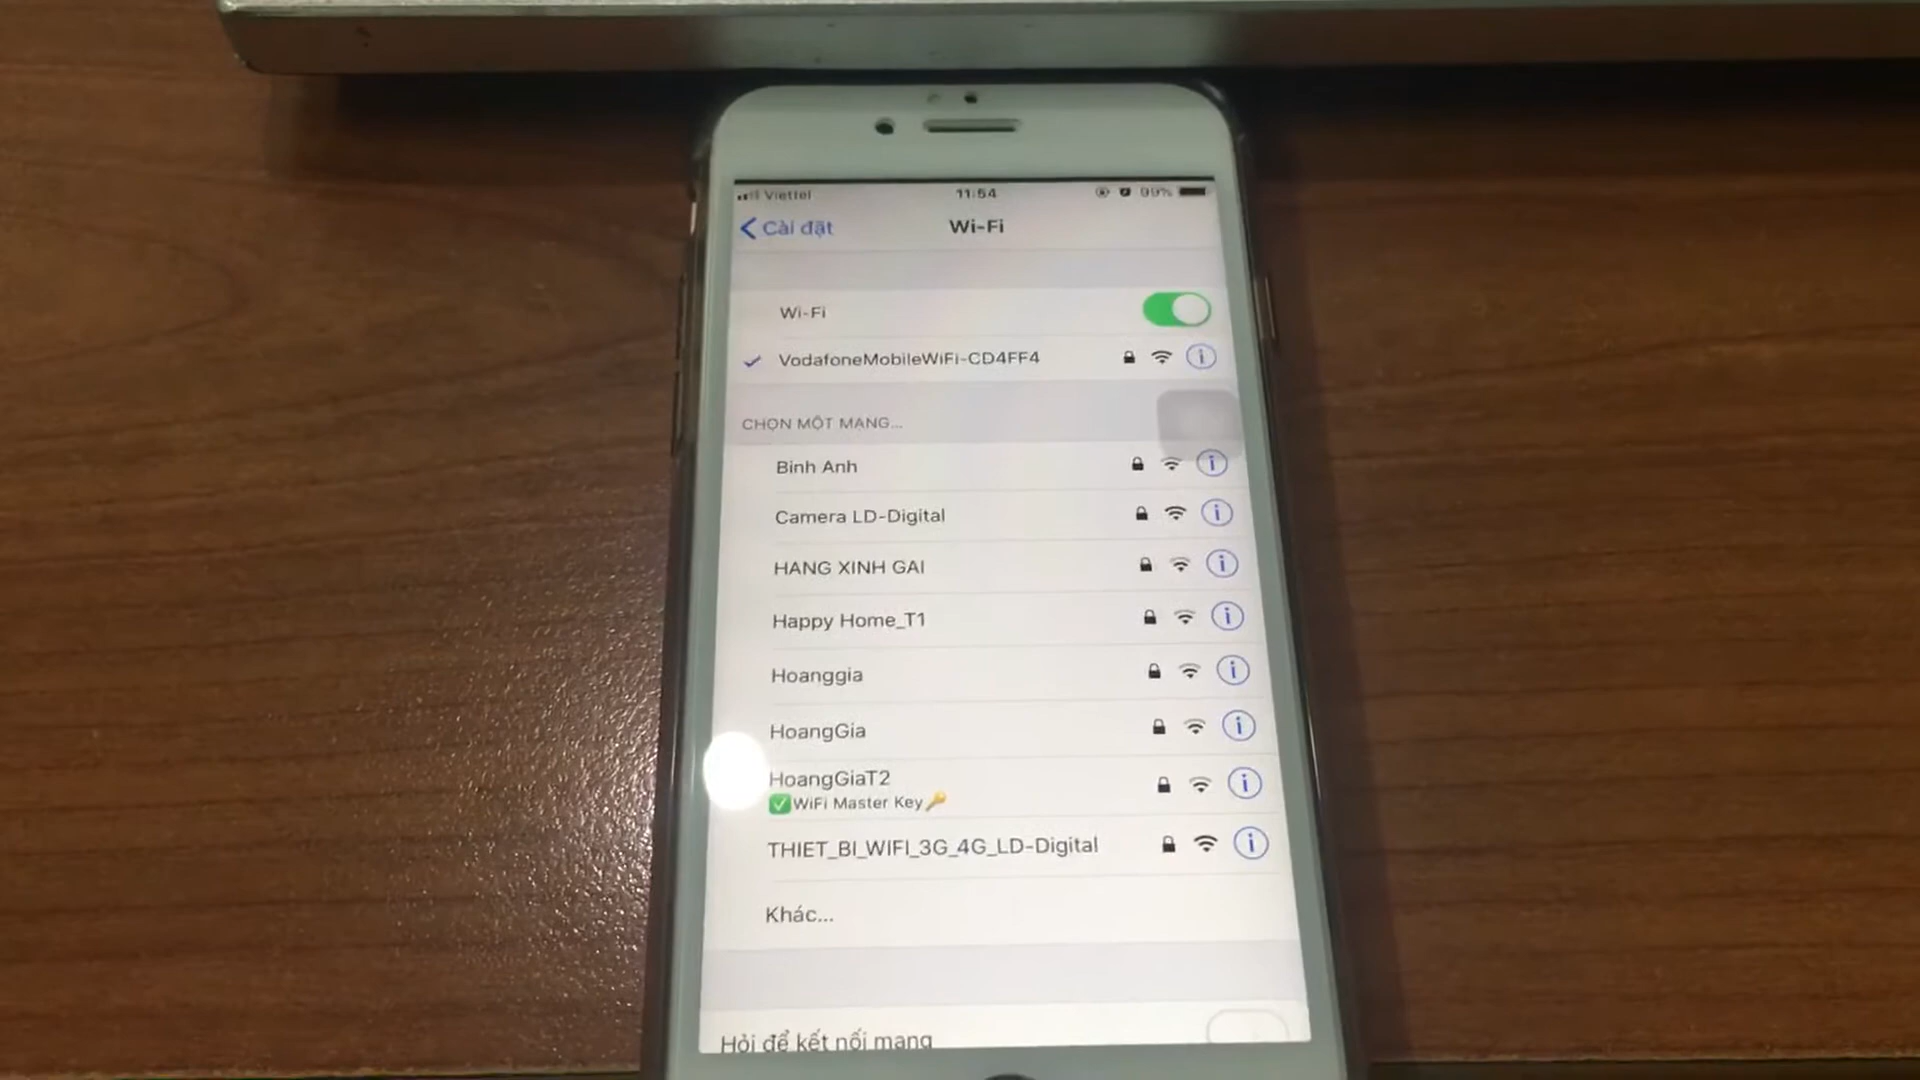 Viettel 11:54 99%
Cài đặt Wi-Fi
Wi-Fi
VodafoneMobileWiFi-CD4FF4
CHỌN MỘT MẠNG...
Binh Anh
Camera LD-Digital
HANG XINH GAI
Happy Home_T1
Hoanggia
HoangGia
HoangGiaT2
✅WiFi Master Key🔑
THIET_BI_WIFI_3G_4G_LD-Digital
Khác...
Hỏi để kết nối mạng